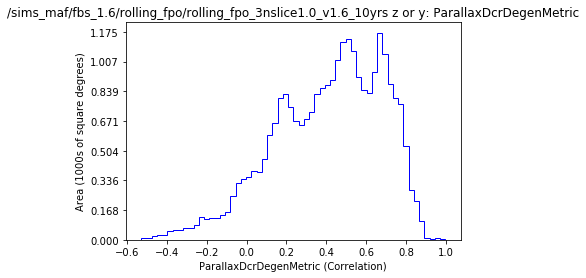 /sims_maf/fbs_1.6/rolling_fpo/rolling_fpo_3nslice1.0_v1.6_10yrs z or y: ParallaxDcrDegenMetric
1.175
1.007
0.839
0.671
0.504
0.336
0.168
0.000
Area (1000s of square degrees)
−0.6 −0.4 −0.2 0.0 0.2 0.4 0.6 0.8 1.0
ParallaxDcrDegenMetric (Correlation)